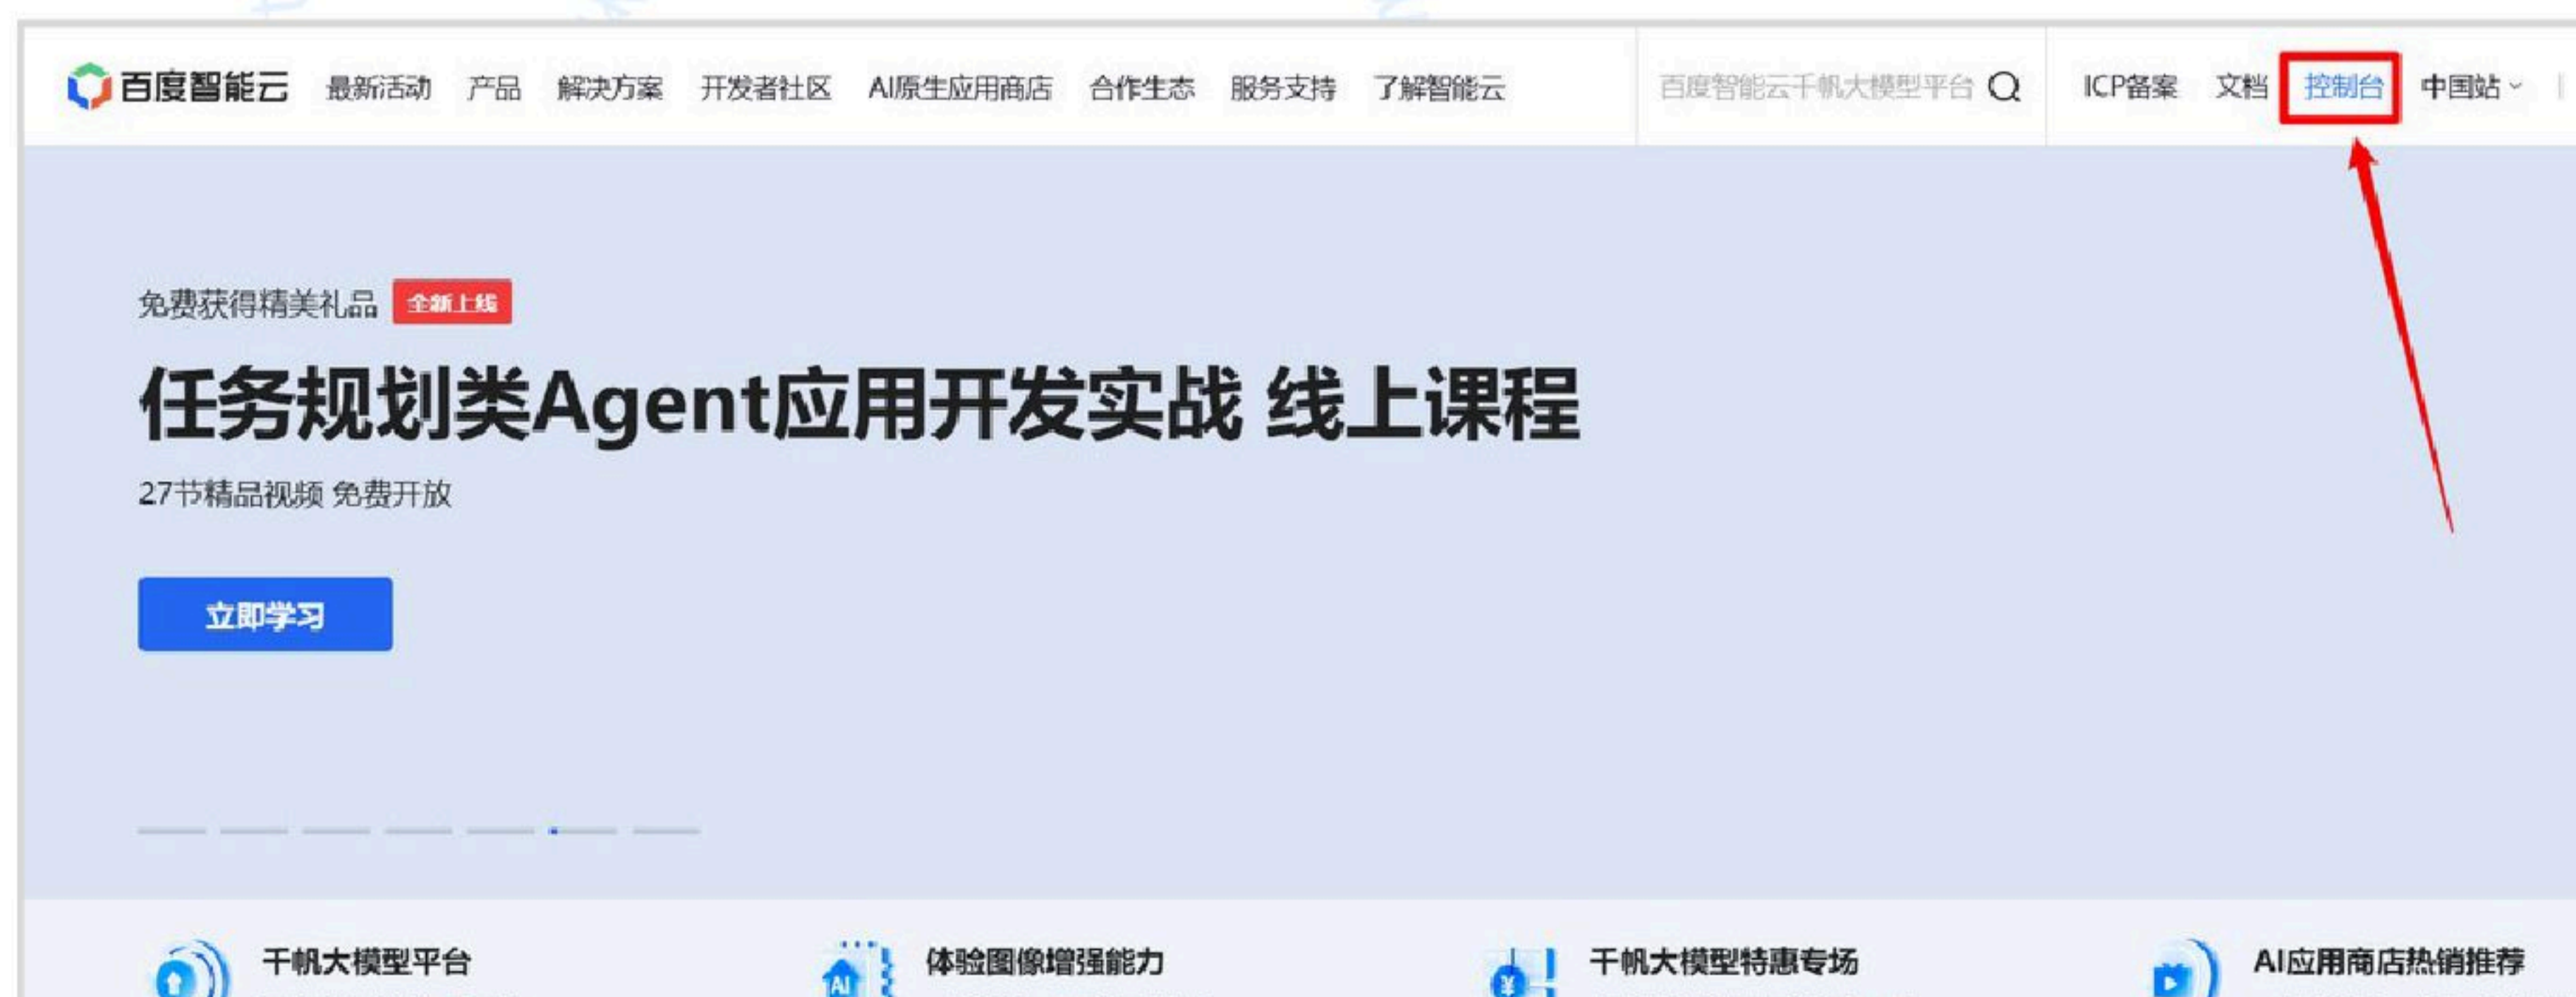 百度智能云 最新活动 产品 解决方案 开发者社区 AI原生应用商店 合作生态 服务支持 了解智能云 百度智能云千帆大模型平台 ICP备案 文档 控制台 中国站
免费获得精美礼品 全新上线
任务规划类Agent应用开发实战 线上课程
27节精品视频 免费开放
立即学习
千帆大模型平台 体验图像增强能力 千帆大模型特惠专场 AI应用商店热销推荐
AI ¥